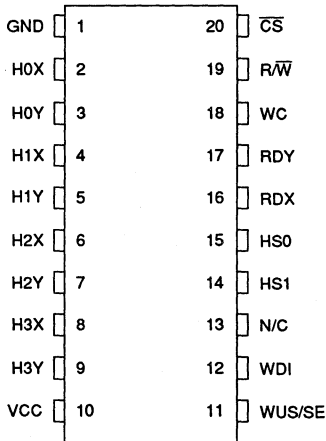 GND 1 20 C̅S̅
H0X 2 19 R/W̅
H0Y 3 18 WC
H1X 4 17 RDY
H1Y 5 16 RDX
H2X 6 15 HS0
H2Y 7 14 HS1
H3X 8 13 N/C
H3Y 9 12 WDI
VCC 10 11 WUS/SE